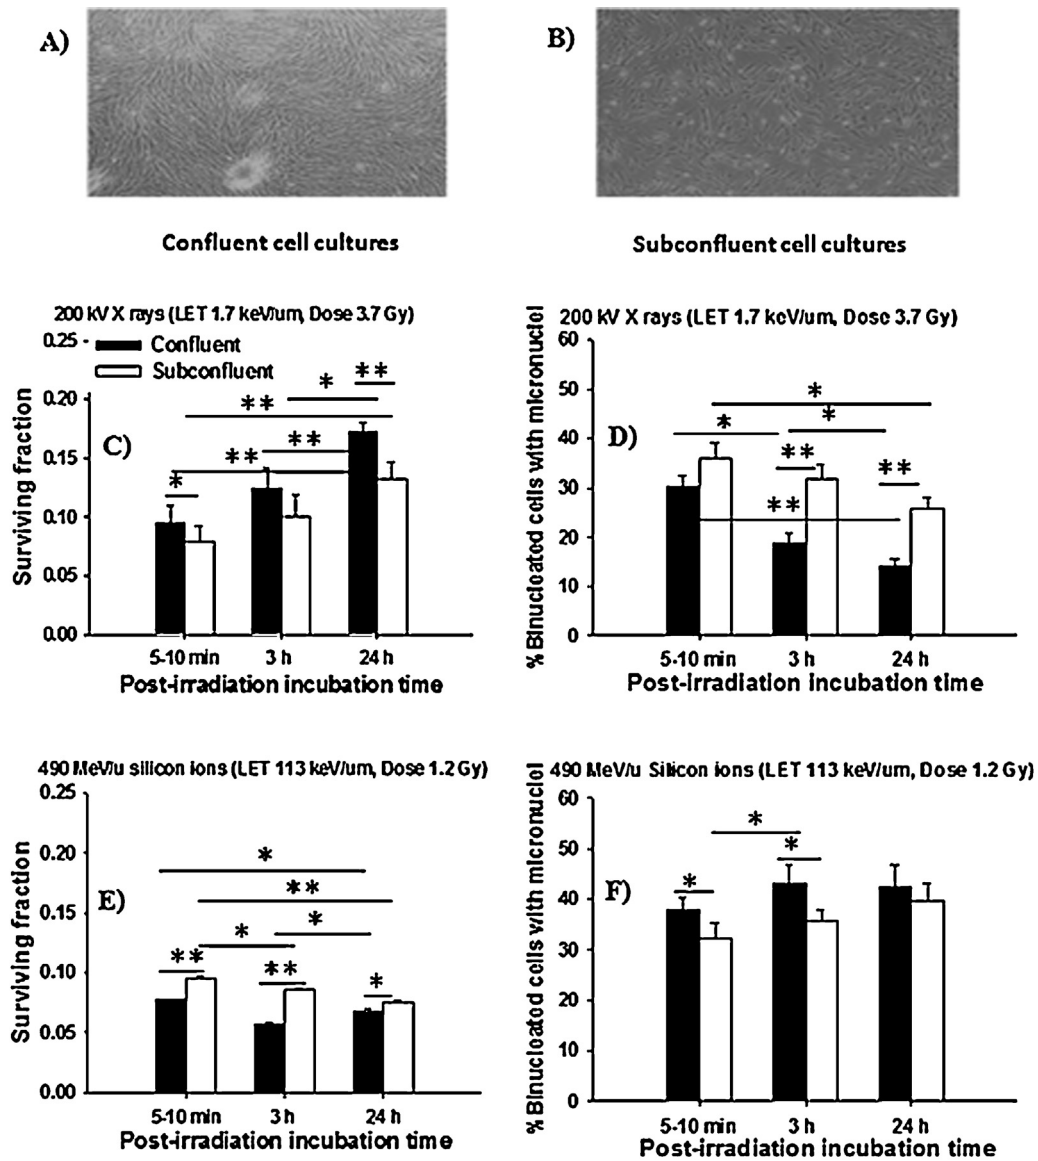 A)
B)
Confluent cell cultures
Subconfluent cell cultures
200 kV X rays (LET 1.7 keV/um, Dose 3.7 Gy)
0.25
Confluent
Subconfluent
0.20
0.15
0.10
0.05
0.00
Surviving fraction
C)
*
**
**
**
*
**
5-10 min 3 h 24 h
Post-irradiation incubation time
200 kV X rays (LET 1.7 keV/um, Dose 3.7 Gy)
60
50
40
30
20
10
0
% Binucleated cells with micronuclei
D)
*
*
*
**
**
**
5-10 min 3 h 24 h
Post-irradiation incubation time
490 MeV/u silicon ions (LET 113 keV/um, Dose 1.2 Gy)
0.25
0.20
0.15
0.10
0.05
0.00
Surviving fraction
E)
*
**
*
*
**
**
*
5-10 min 3 h 24 h
Post-irradiation incubation time
490 MeV/u Silicon ions (LET 113 keV/um, Dose 1.2 Gy)
60
50
40
30
20
10
0
% Binucleated cells with micronuclei
F)
*
*
*
5-10 min 3 h 24 h
Post-irradiation incubation time